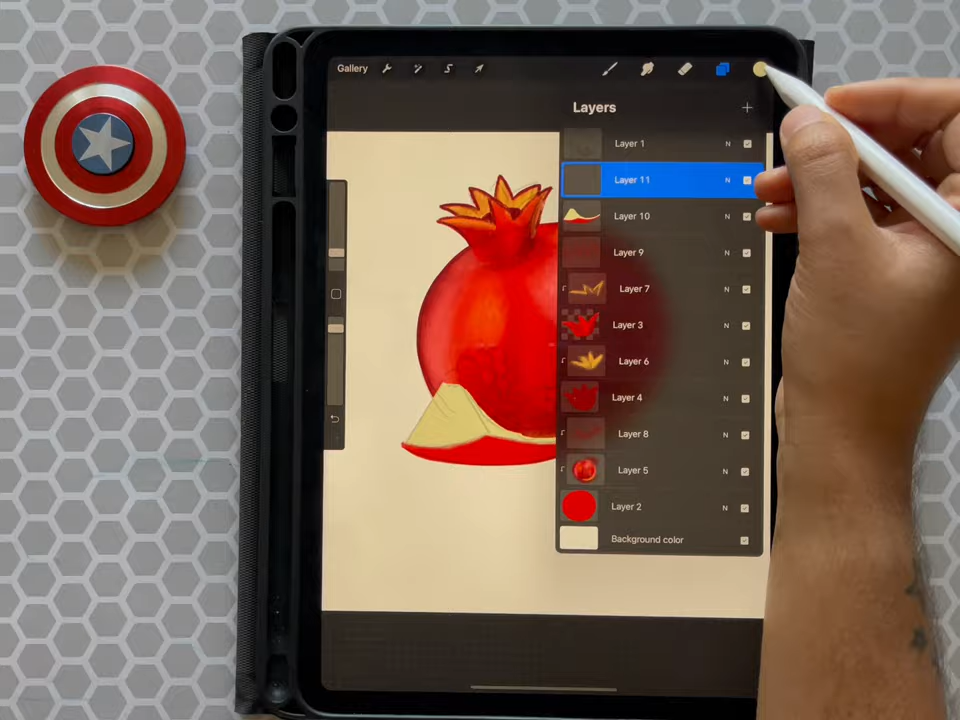 Gallery
Layers
Layer 1 N
Layer 11 N
Layer 10 N
Layer 9 N
Layer 7 N
Layer 3 N
Layer 6 N
Layer 4 N
Layer 8 N
Layer 5 N
Layer 2 N
Background color